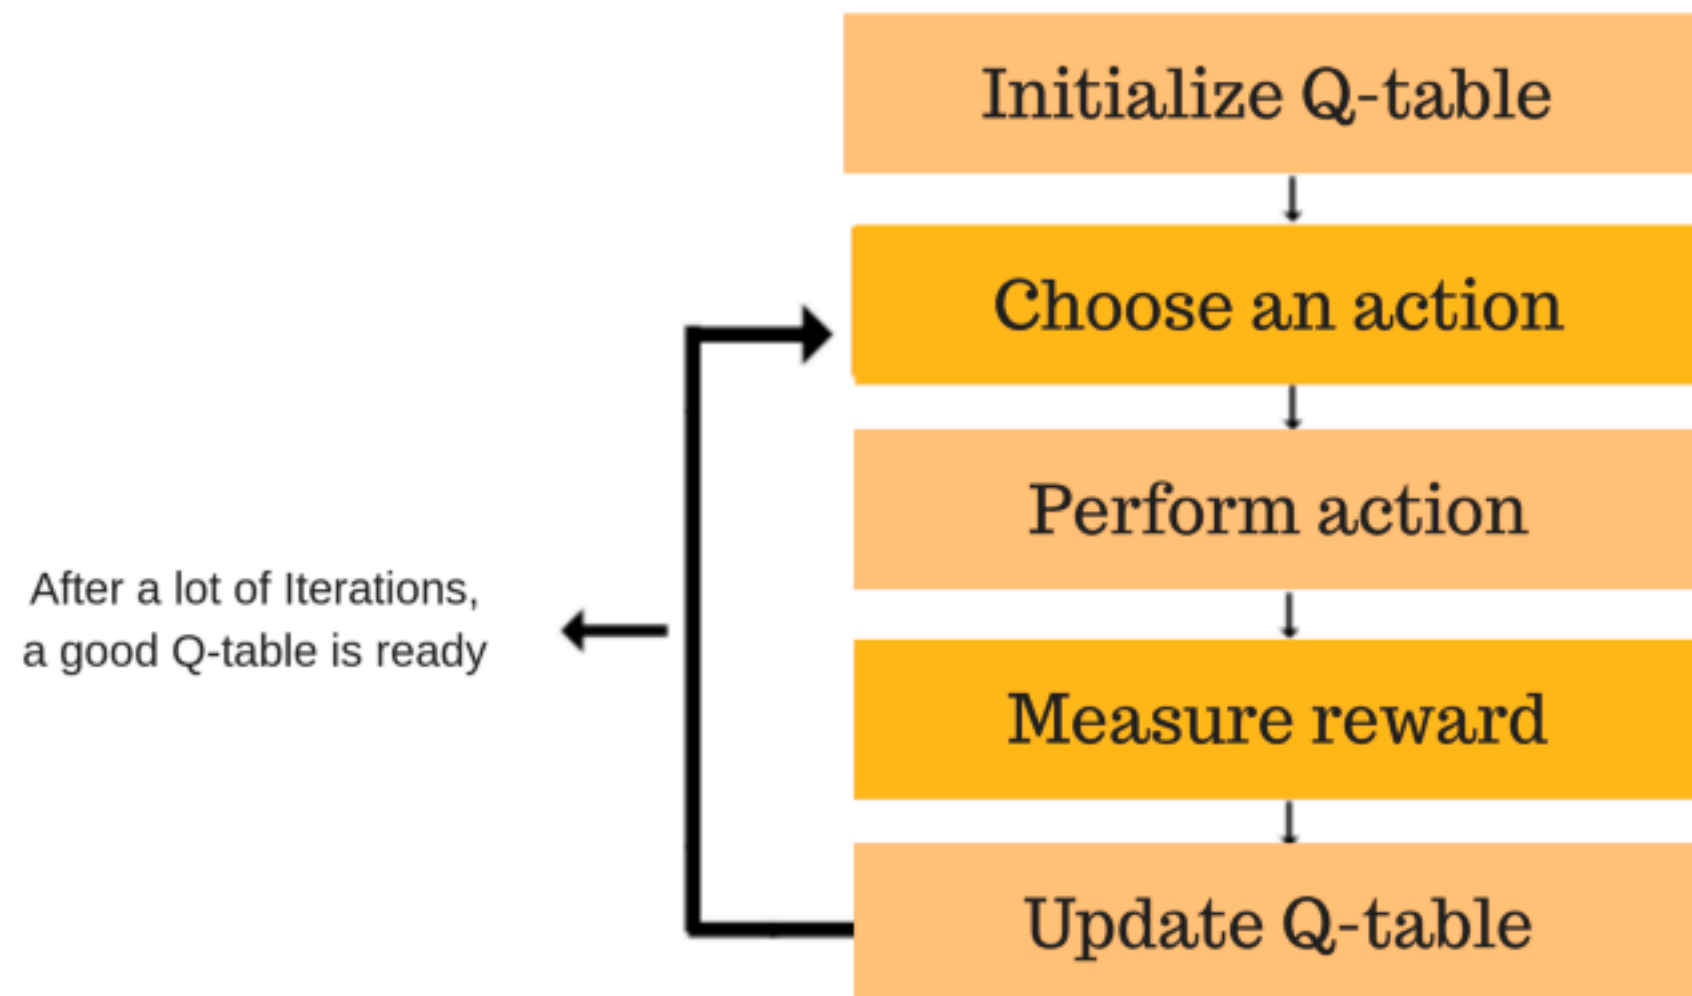 Initialize Q-table
Choose an action
Perform action
Measure reward
Update Q-table
After a lot of Iterations,
a good Q-table is ready